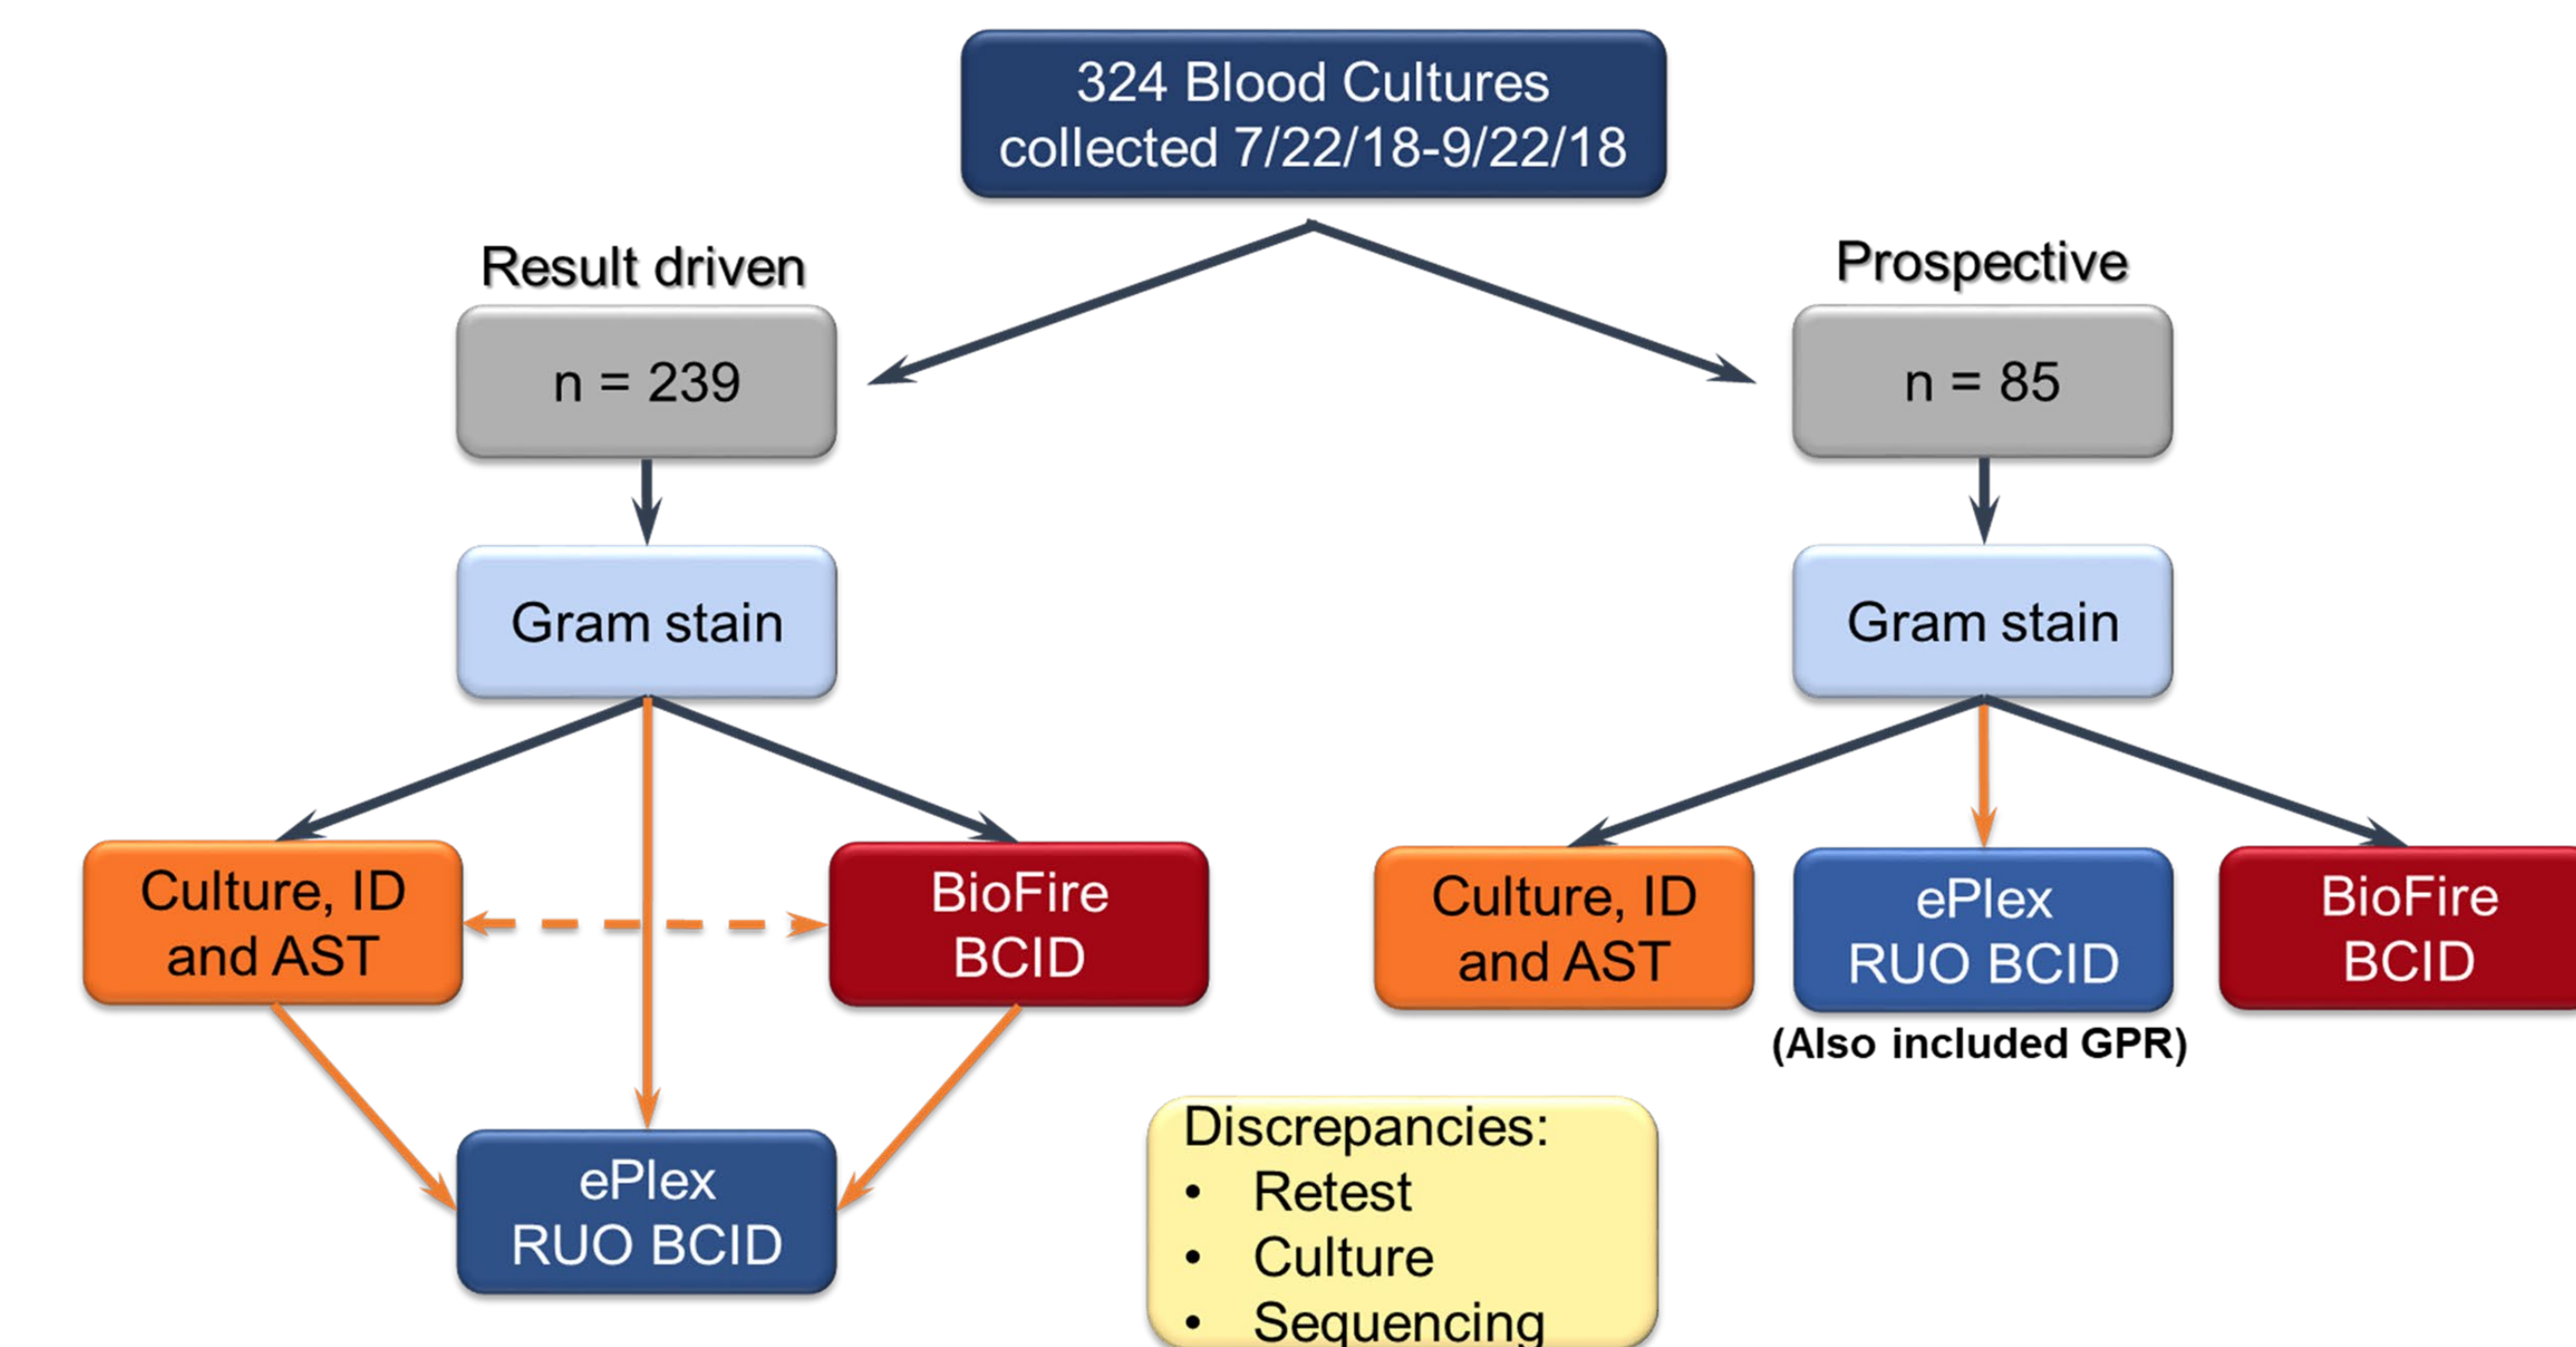 324 Blood Cultures
collected 7/22/18-9/22/18
Result driven
Prospective
n = 239
n = 85
Gram stain
Gram stain
Culture, ID
and AST
BioFire
BCID
Culture, ID
and AST
ePlex
RUO BCID
BioFire
BCID
(Also included GPR)
ePlex
RUO BCID
Discrepancies:
• Retest
• Culture
• Sequencing